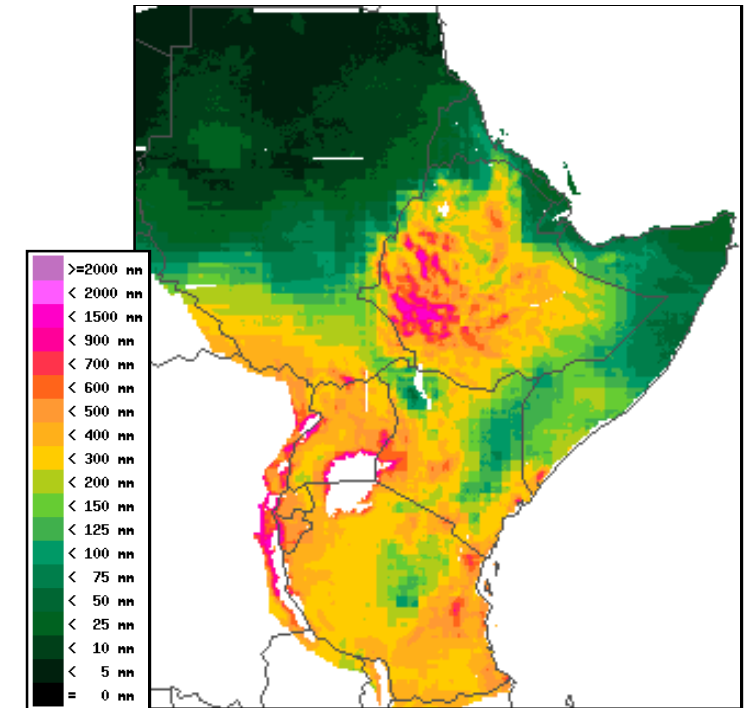 >=2000 mm
< 2000 mm
< 1500 mm
< 900 mm
< 700 mm
< 600 mm
< 500 mm
< 400 mm
< 300 mm
< 200 mm
< 150 mm
< 125 mm
< 100 mm
< 75 mm
< 50 mm
< 25 mm
< 10 mm
< 5 mm
= 0 mm